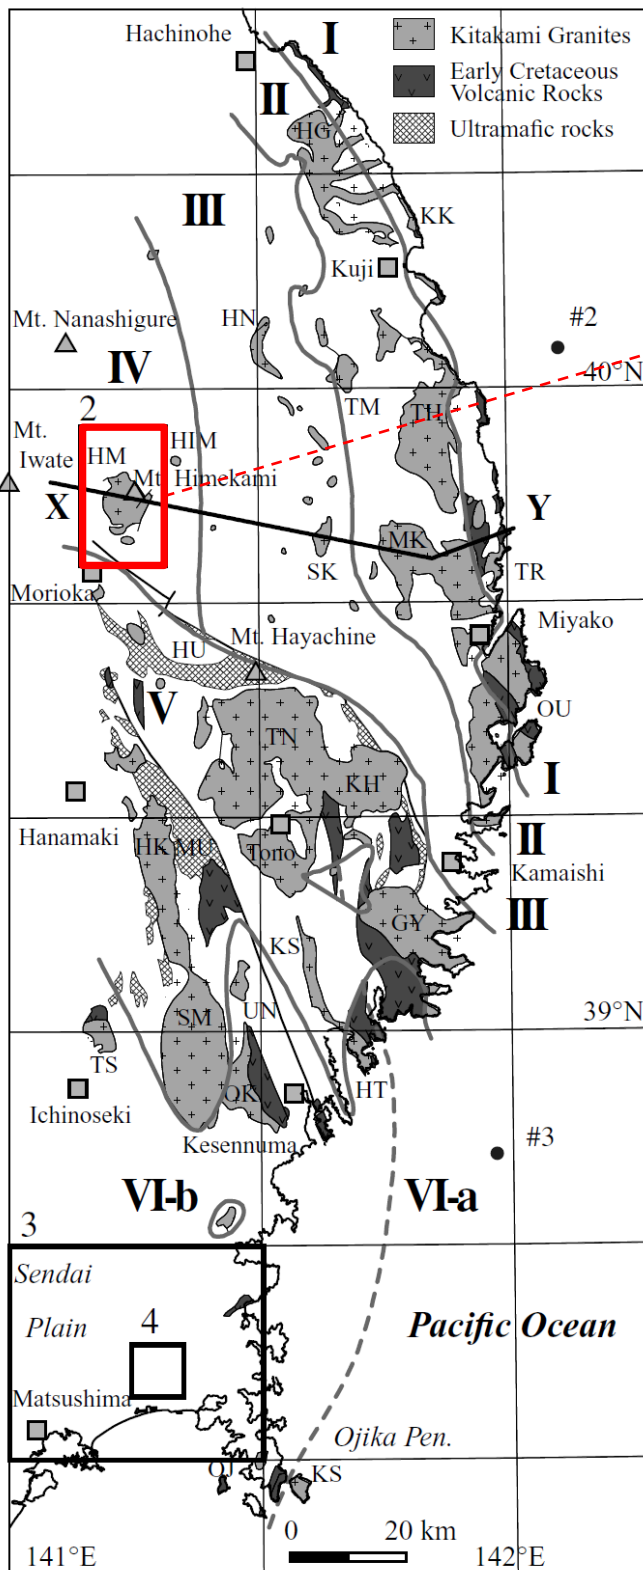 I
Hachinohe
Kitakami Granites
II
Early Cretaceous
Volcanic Rocks
HG
Ultramafic rocks
III
KK
Kuji
HN
#2
Mt. Nanashigure
IV
40°N
TM
2
TH
Mt.
Iwate
HM
HIM
Mt. Himekami
X
Y
MK
SK
TR
Morioka
Miyako
HU
Mt. Hayachine
V
OU
TN
KH
I
Hanamaki
HK
MU
Tono
II
Kamaishi
III
GY
KS
39°N
SM
UN
TS
OK
HT
Ichinoseki
Kesennuma
#3
VI-b
VI-a
3
Sendai
Plain
4
Pacific Ocean
Matsushima
Ojika Pen.
OJ
KS
0
20 km
141°E
142°E